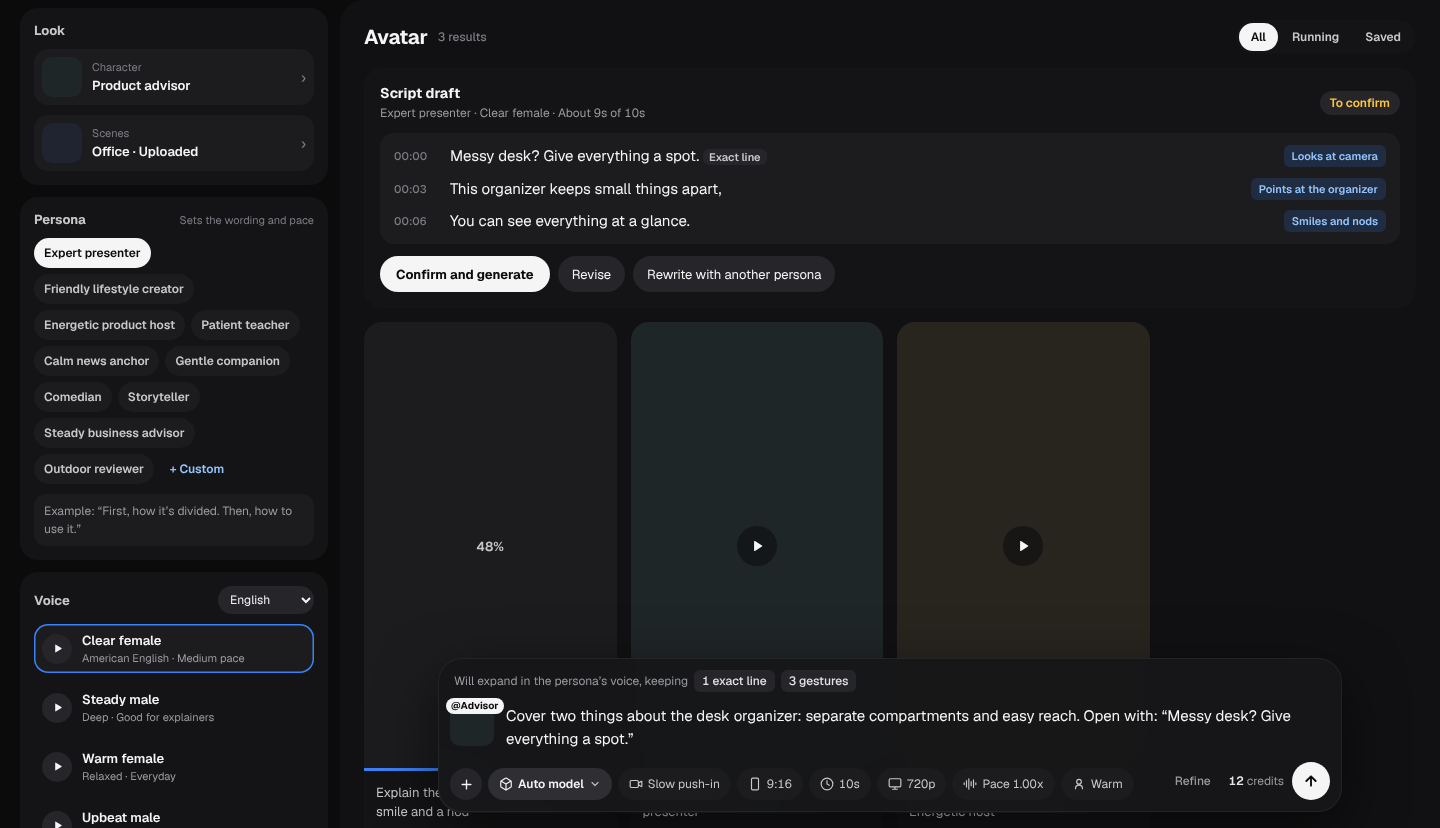 Look
Character
Product advisor
Scenes
Office · Uploaded
Persona
Sets the wording and pace
Expert presenter
Friendly lifestyle creator
Energetic product host
Patient teacher
Calm news anchor
Gentle companion
Comedian
Storyteller
Steady business advisor
Outdoor reviewer
+ Custom
Example: “First, how it’s divided. Then, how to
use it.”
Voice
English
Clear female
American English · Medium pace
Steady male
Deep · Good for explainers
Warm female
Relaxed · Everyday
Upbeat male
Avatar
3 results
All
Running
Saved
Script draft
Expert presenter · Clear female · About 9s of 10s
To confirm
00:00
Messy desk? Give everything a spot.
Exact line
Looks at camera
00:03
This organizer keeps small things apart,
Points at the organizer
00:06
You can see everything at a glance.
Smiles and nods
Confirm and generate
Revise
Rewrite with another persona
48%
Will expand in the persona’s voice, keeping
1 exact line
3 gestures
@Advisor
Cover two things about the desk organizer: separate compartments and easy reach. Open with: “Messy desk? Give
everything a spot.”
Auto model
Slow push-in
9:16
10s
720p
Pace 1.00x
Warm
Refine
12 credits
Explain the
smile and a nod
presenter
Energetic host